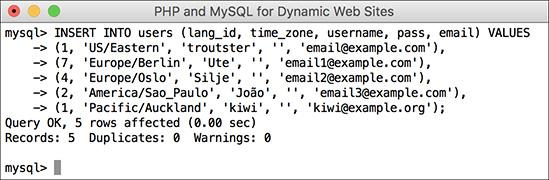 PHP and MySQL for Dynamic Web Sites
mysql> INSERT INTO users (lang_id, time_zone, username, pass, email) VALUES
    -> (1, 'US/Eastern', 'troutster', '', 'email@example.com'),
    -> (7, 'Europe/Berlin', 'Ute', '', 'email1@example.com'),
    -> (4, 'Europe/Oslo', 'Silje', '', 'email2@example.com'),
    -> (2, 'America/Sao_Paulo', 'João', '', 'email3@example.com'),
    -> (1, 'Pacific/Auckland', 'kiwi', '', 'kiwi@example.org');
Query OK, 5 rows affected (0.00 sec)
Records: 5  Duplicates: 0  Warnings: 0
mysql>